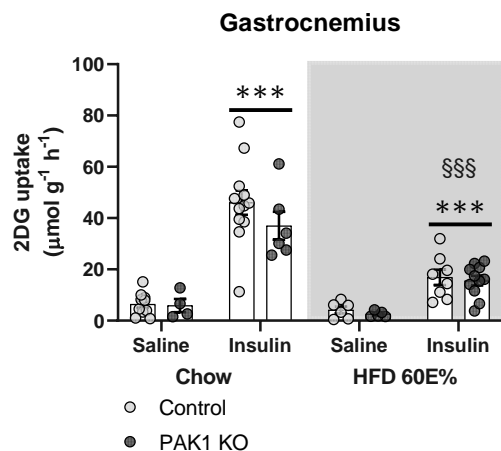 Gastrocnemius
2DG uptake
(μmol g⁻¹ h⁻¹)
100
80
60
40
20
0
***
§§§
***
Saline Insulin Saline Insulin
Chow HFD 60E%
Control
PAK1 KO